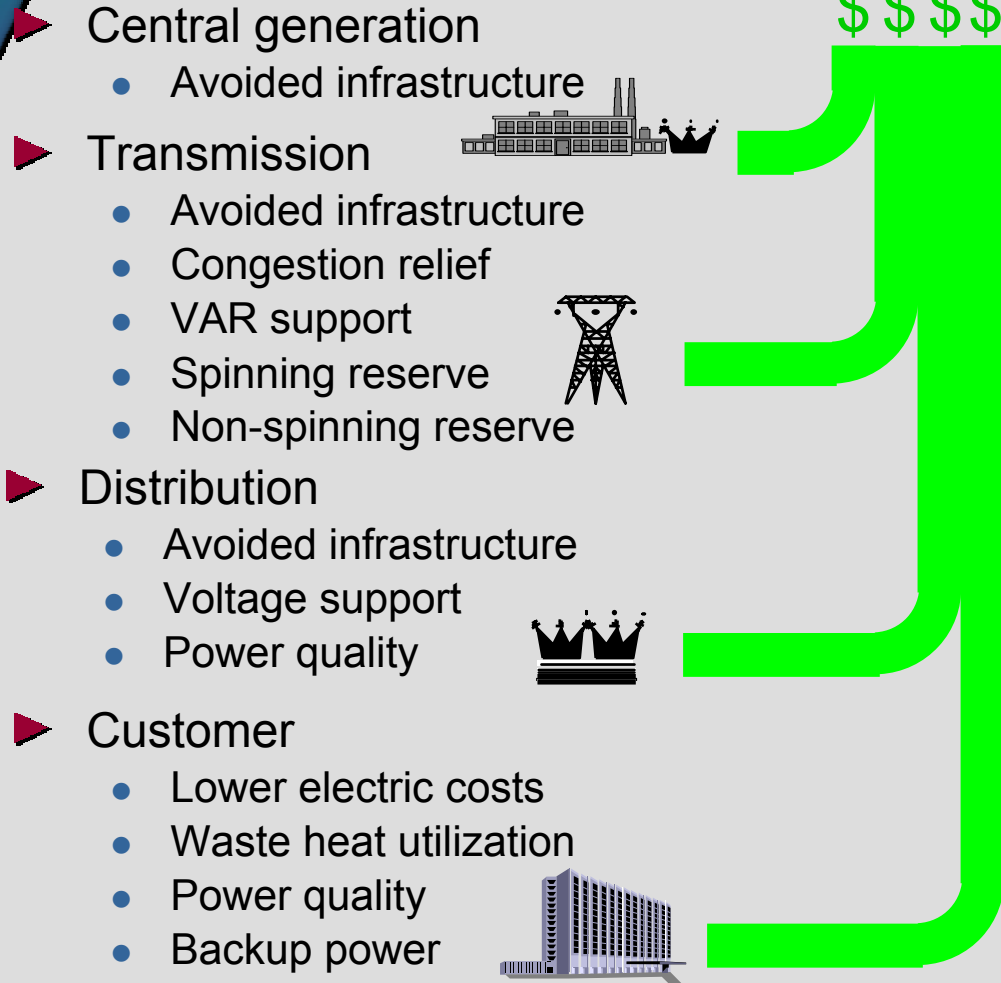 $ $ $ $
Central generation
Avoided infrastructure
Transmission
Avoided infrastructure
Congestion relief
VAR support
Spinning reserve
Non-spinning reserve
Distribution
Avoided infrastructure
Voltage support
Power quality
Customer
Lower electric costs
Waste heat utilization
Power quality
Backup power